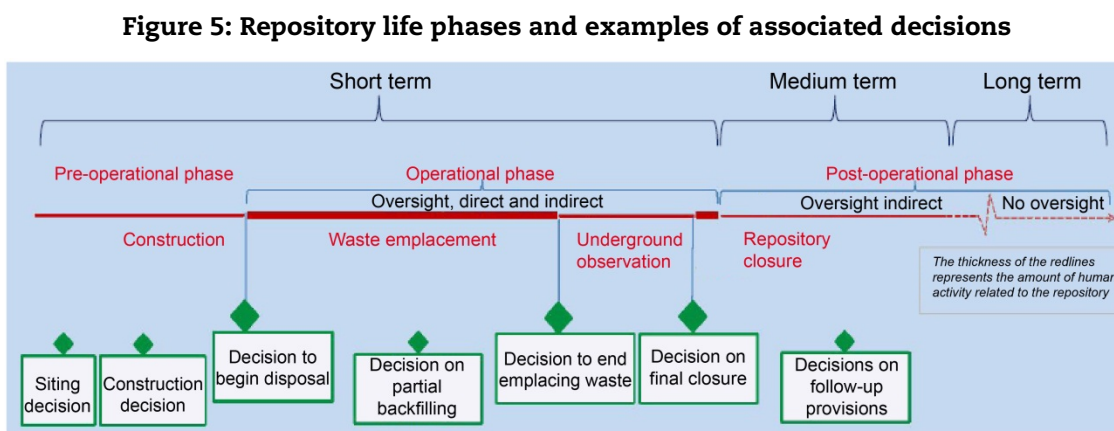 Figure 5: Repository life phases and examples of associated decisions
Short term
Medium term
Long term
Pre-operational phase
Operational phase
Post-operational phase
Oversight, direct and indirect
Oversight indirect
No oversight
Construction
Waste emplacement
Underground
observation
Repository
closure
The thickness of the redlines
represents the amount of human
activity related to the repository
Siting
decision
Construction
decision
Decision to
begin disposal
Decision on
partial
backfilling
Decision to end
emplacing waste
Decision on
final closure
Decisions on
follow-up
provisions